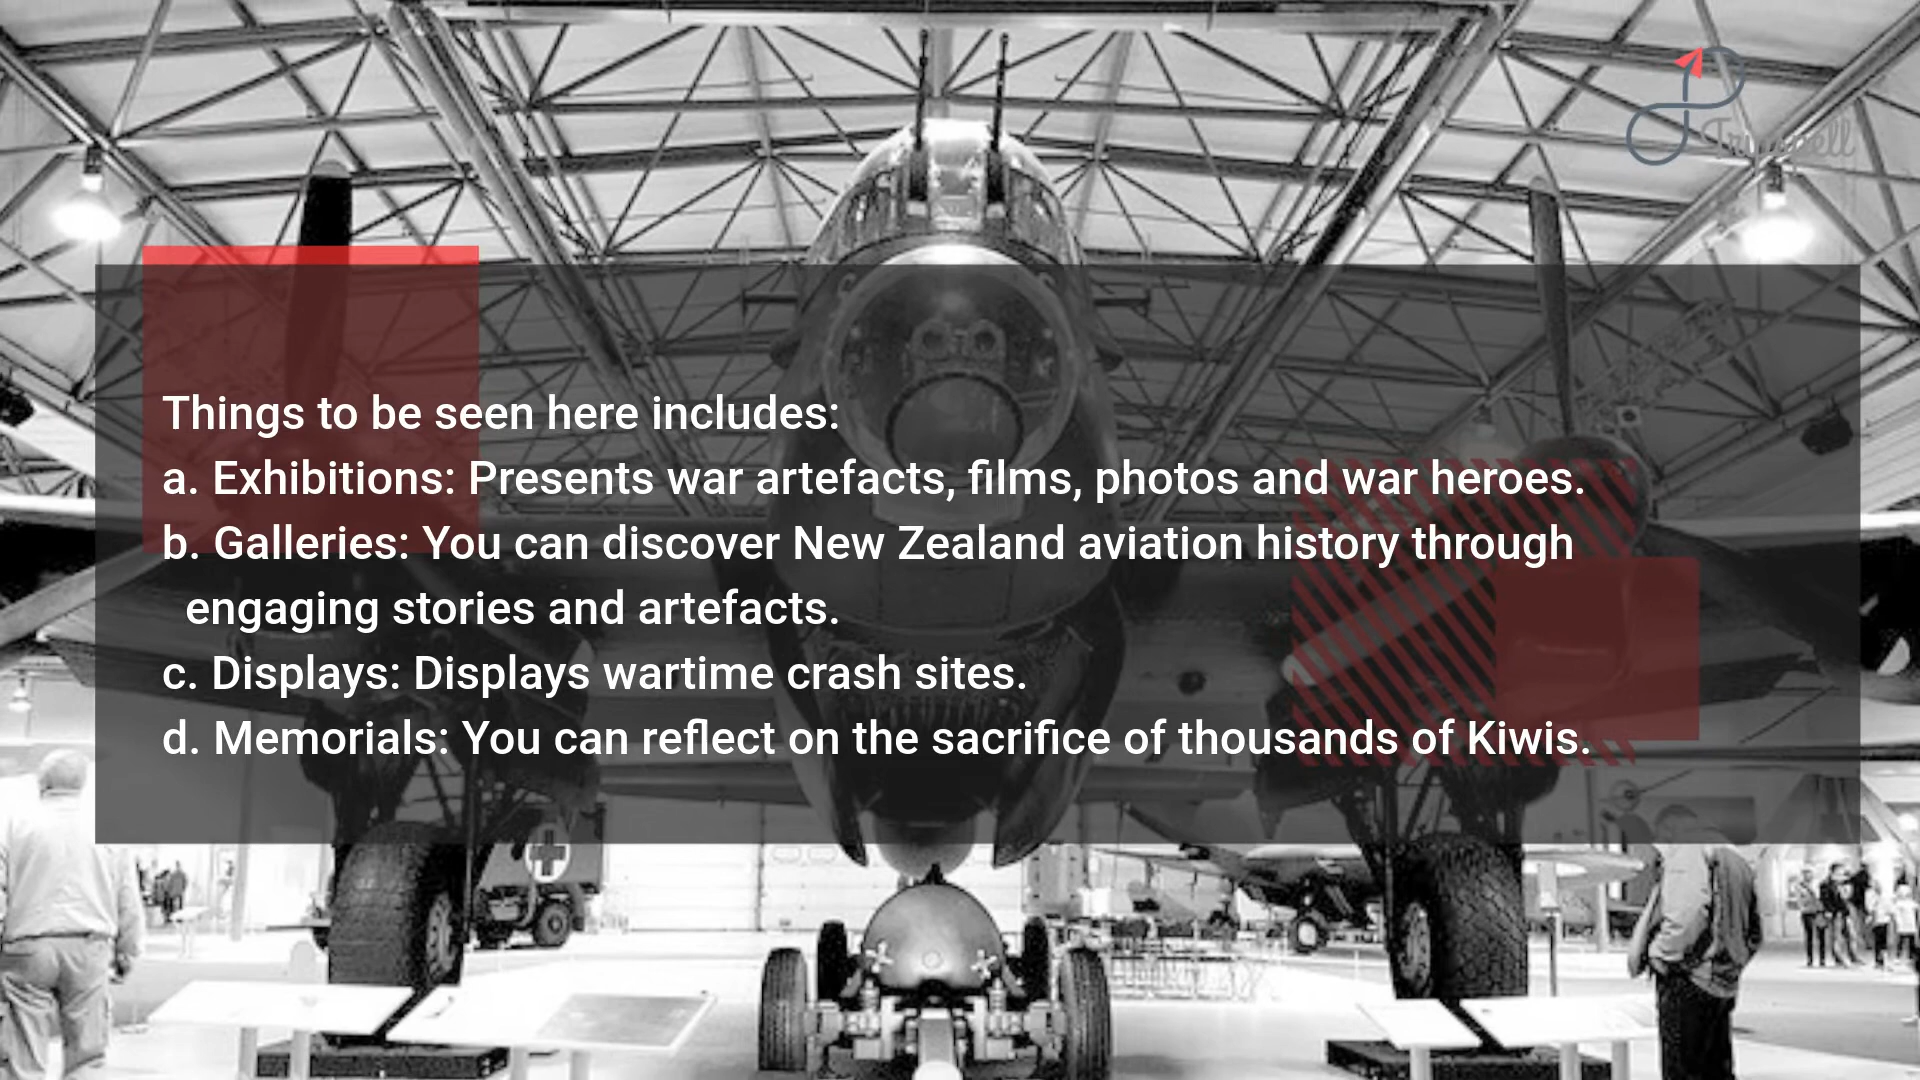 Things to be seen here includes:
a. Exhibitions: Presents war artefacts, films, photos and war heroes.
b. Galleries: You can discover New Zealand aviation history through
engaging stories and artefacts.
c. Displays: Displays wartime crash sites.
d. Memorials: You can reflect on the sacrifice of thousands of Kiwis.